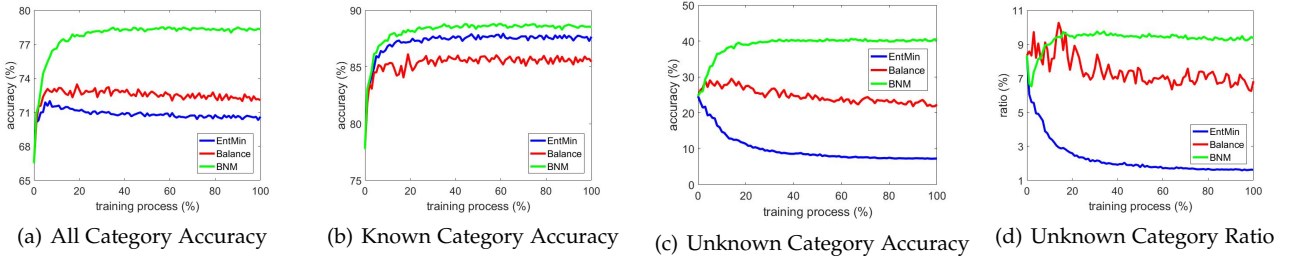 80
77
74
71
68
65
accuracy (%)
0 20 40 60 80 100
training process (%)
EntMin
Balance
BNM
(a) All Category Accuracy
90
85
80
75
accuracy (%)
0 20 40 60 80 100
training process (%)
EntMin
Balance
BNM
(b) Known Category Accuracy
50
40
30
20
10
0
accuracy (%)
0 20 40 60 80 100
training process (%)
EntMin
Balance
BNM
(c) Unknown Category Accuracy
11
9
7
5
3
1
ratio (%)
0 20 40 60 80 100
training process (%)
EntMin
Balance
BNM
(d) Unknown Category Ratio